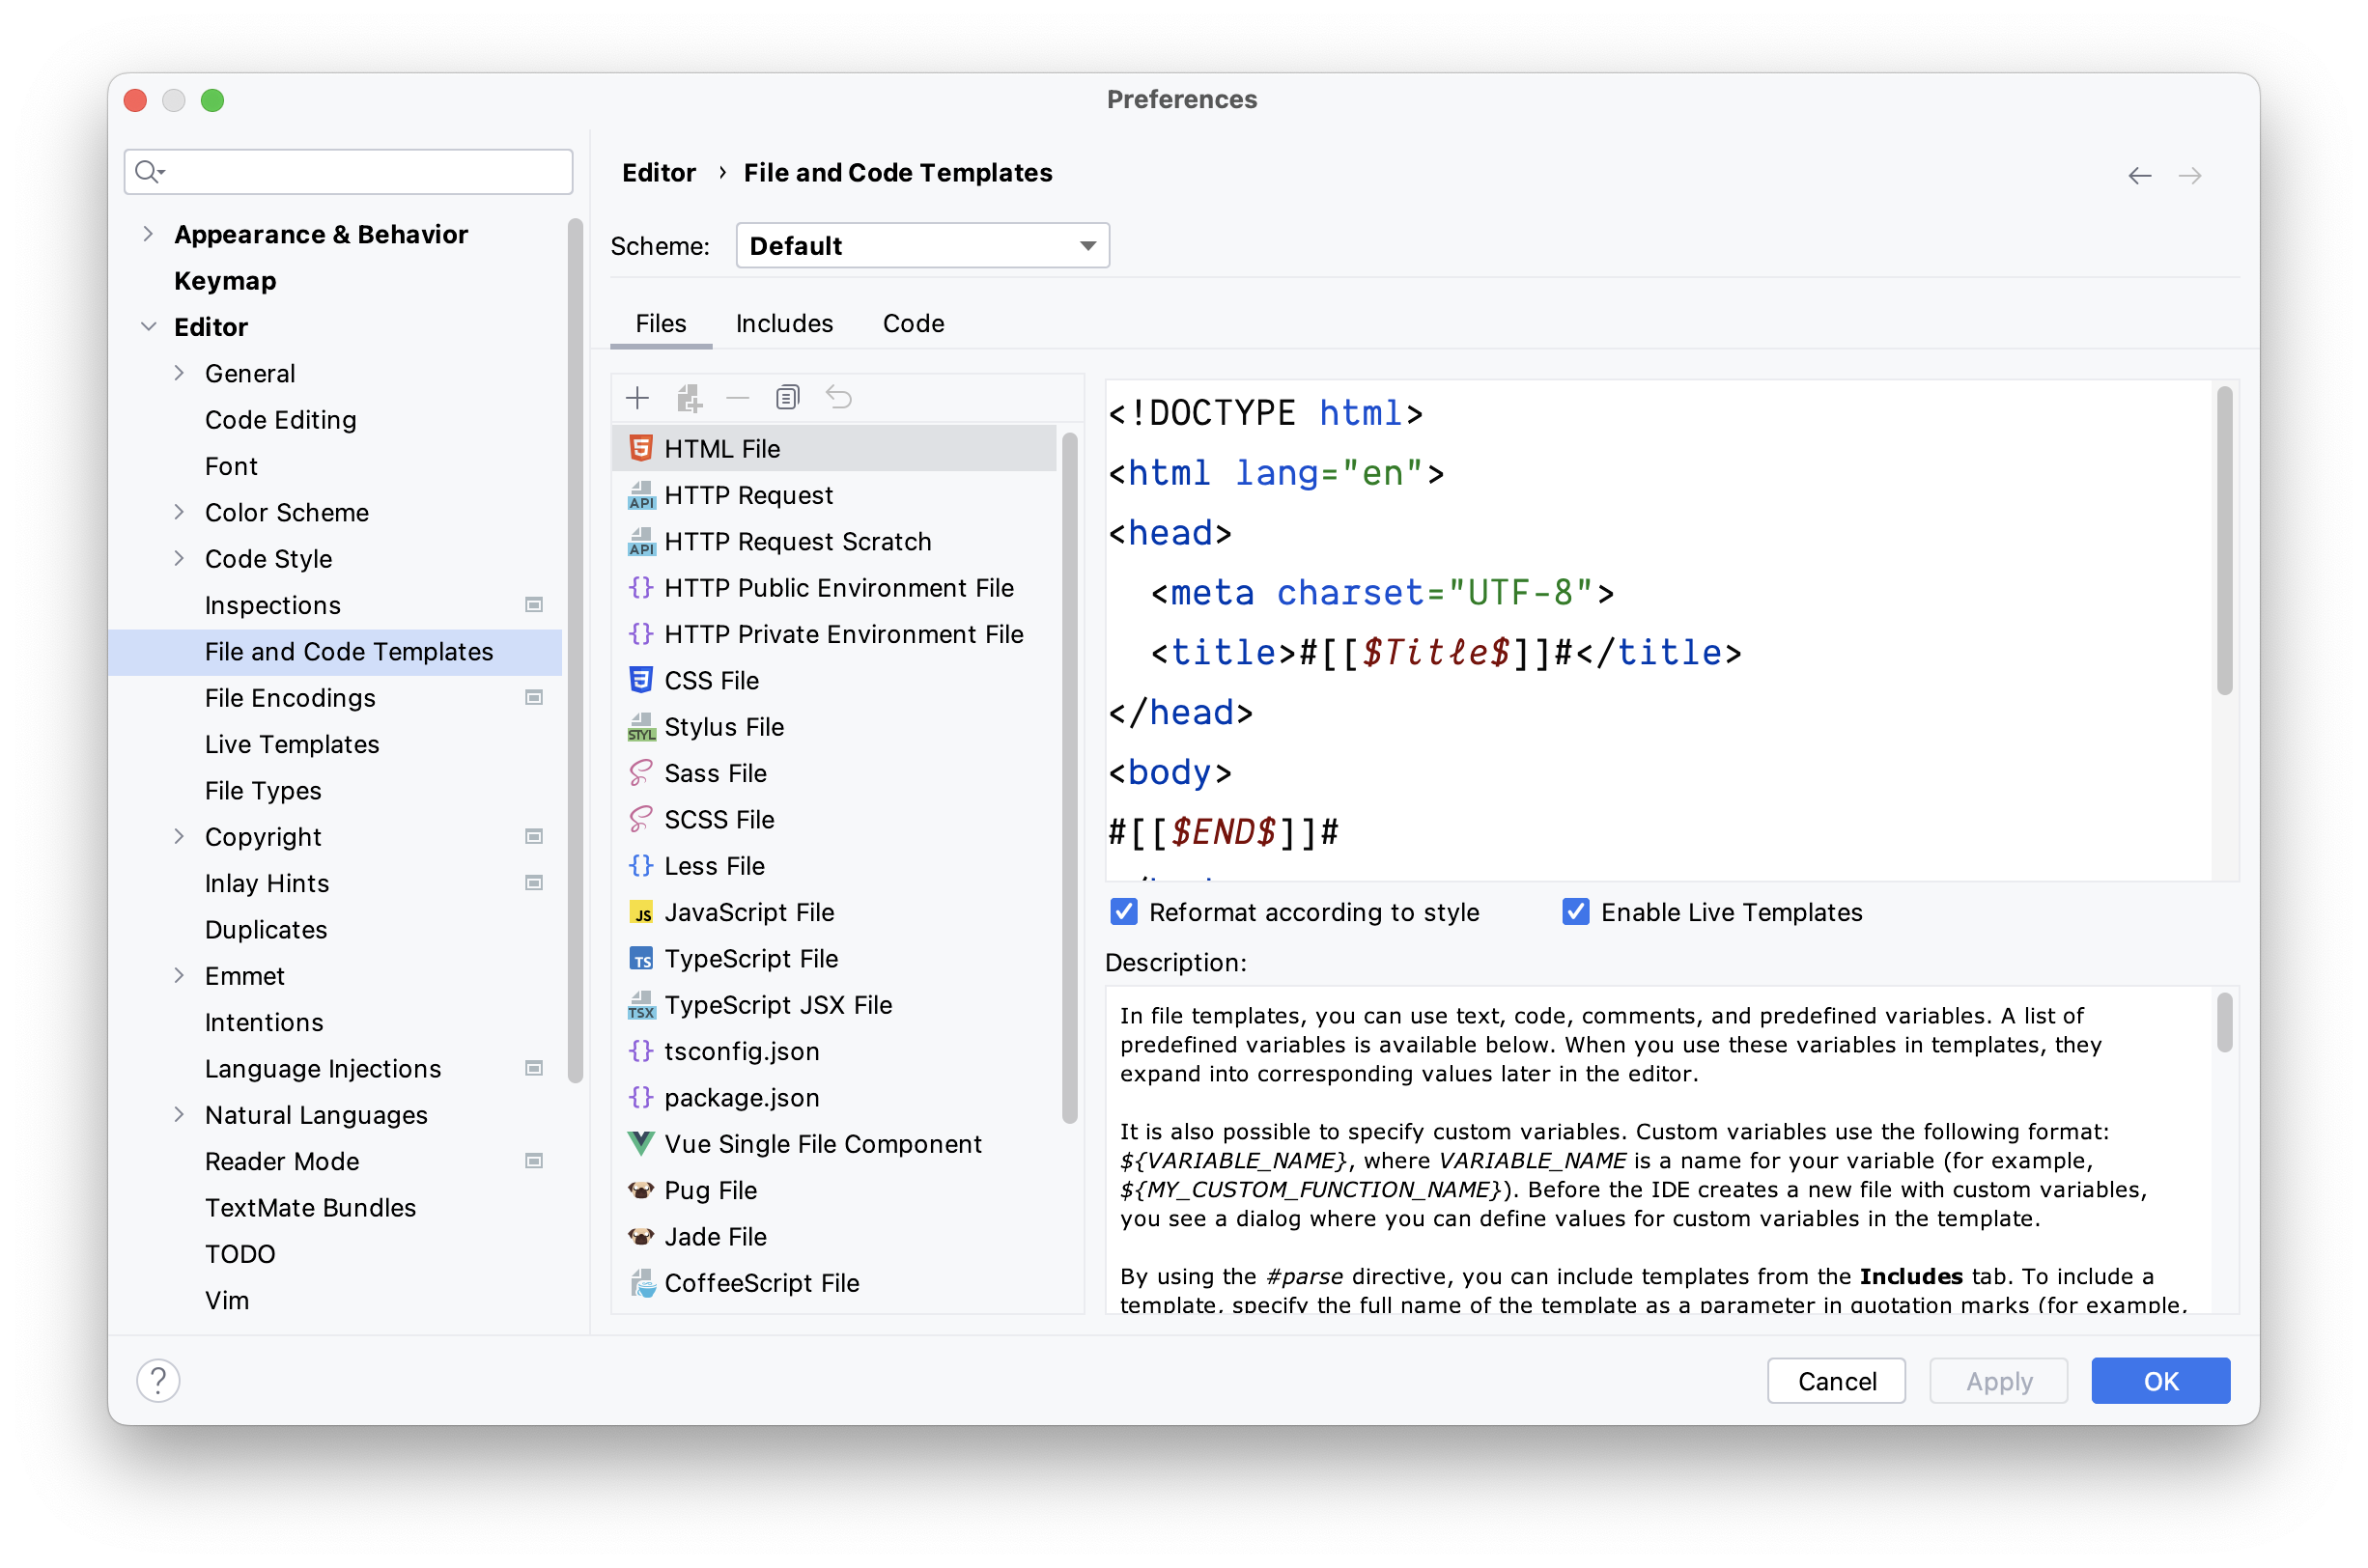 Preferences
Appearance & Behavior
Keymap
Editor
General
Code Editing
Font
Color Scheme
Code Style
Inspections
File and Code Templates
File Encodings
Live Templates
File Types
Copyright
Inlay Hints
Duplicates
Emmet
Intentions
Language Injections
Natural Languages
Reader Mode
TextMate Bundles
TODO
Vim
Editor › File and Code Templates
Scheme: Default
Files Includes Code
HTML File
API HTTP Request
API HTTP Request Scratch
{} HTTP Public Environment File
{} HTTP Private Environment File
CSS File
STYL Stylus File
Sass File
SCSS File
{} Less File
JS JavaScript File
TS TypeScript File
TSX TypeScript JSX File
{} tsconfig.json
{} package.json
Vue Single File Component
Pug File
Jade File
CoffeeScript File
<!DOCTYPE html>
<html lang="en">
<head>
<meta charset="UTF-8">
<title>#[[$Title$]]#</title>
</head>
<body>
#[[$END$]]#
Reformat according to style Enable Live Templates
Description:
In file templates, you can use text, code, comments, and predefined variables. A list of
predefined variables is available below. When you use these variables in templates, they
expand into corresponding values later in the editor.
It is also possible to specify custom variables. Custom variables use the following format:
${VARIABLE_NAME}, where VARIABLE_NAME is a name for your variable (for example,
${MY_CUSTOM_FUNCTION_NAME}). Before the IDE creates a new file with custom variables,
you see a dialog where you can define values for custom variables in the template.
By using the #parse directive, you can include templates from the Includes tab. To include a
template, specify the full name of the template as a parameter in quotation marks (for example,
?
Cancel Apply OK